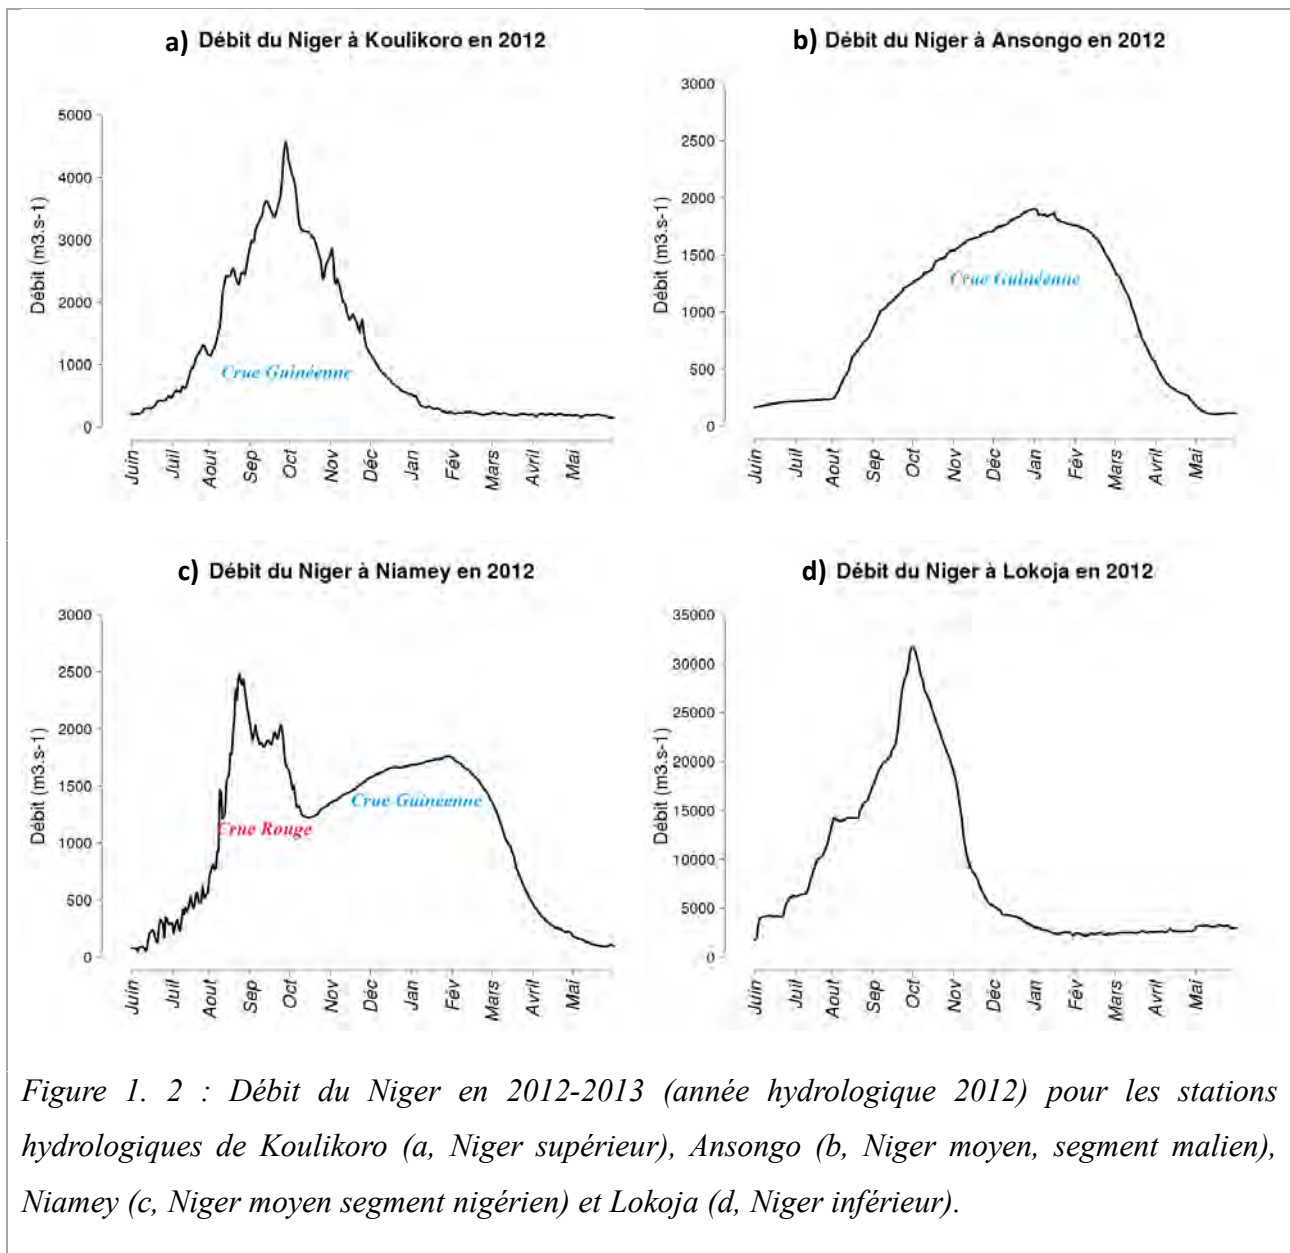 a) Débit du Niger à Koulikoro en 2012
Débit (m3.s-1)
5000
4000
3000
2000
1000
0
Crue Guinéenne
Juin Juil Aout Sep Oct Nov Déc Jan Fév Mars Avril Mai
b) Débit du Niger à Ansongo en 2012
Débit (m3.s-1)
3000
2500
2000
1500
1000
500
0
Crue Guinéenne
Juin Juil Aout Sep Oct Nov Déc Jan Fév Mars Avril Mai
c) Débit du Niger à Niamey en 2012
Débit (m3.s-1)
3000
2500
2000
1500
1000
500
0
Crue Rouge
Crue Guinéenne
Juin Juil Aout Sep Oct Nov Déc Jan Fév Mars Avril Mai
d) Débit du Niger à Lokoja en 2012
Débit (m3.s-1)
35000
30000
25000
20000
15000
10000
5000
0
Juin Juil Aout Sep Oct Nov Déc Jan Fév Mars Avril Mai
Figure 1. 2 : Débit du Niger en 2012-2013 (année hydrologique 2012) pour les stations
hydrologiques de Koulikoro (a, Niger supérieur), Ansongo (b, Niger moyen, segment malien),
Niamey (c, Niger moyen segment nigérien) et Lokoja (d, Niger inférieur).